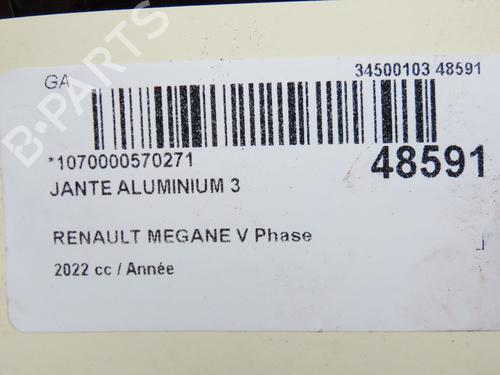 GA
34500103 48591
*1070000570271
48591
JANTE ALUMINIUM 3
RENAULT MEGANE V Phase
2022 cc / Année
B-PARTS